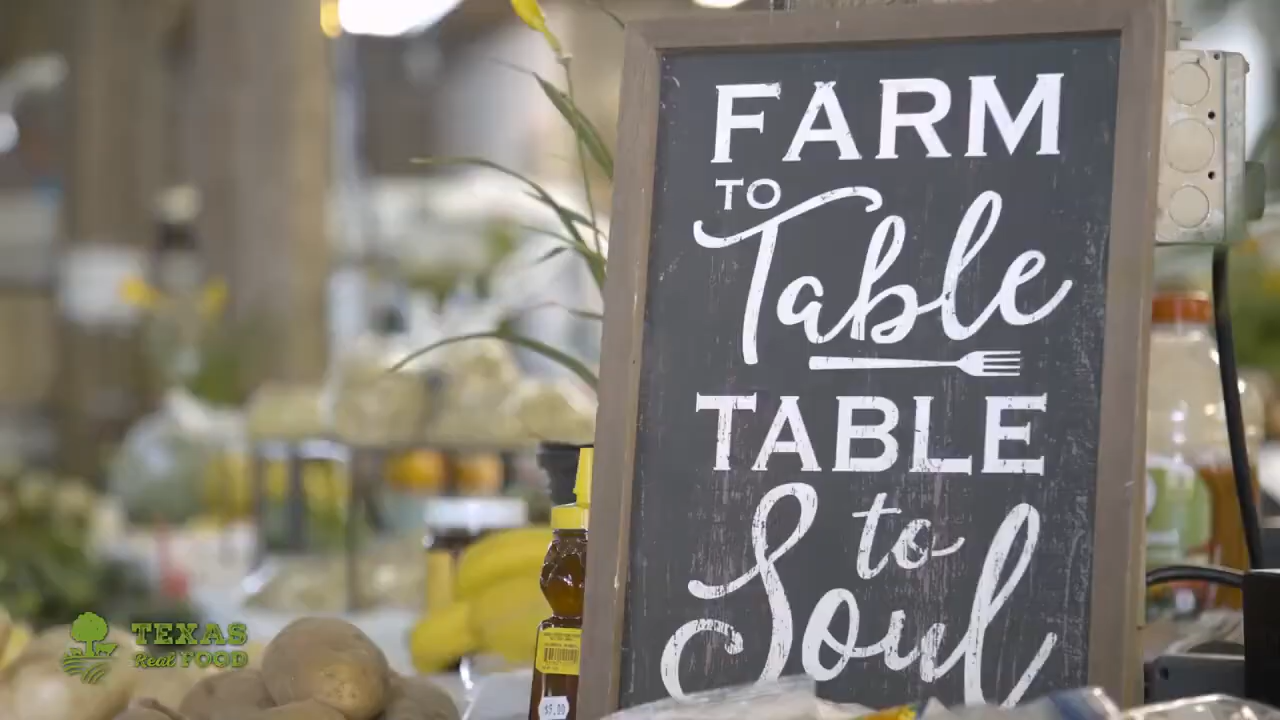 FARM
TO
Table
TABLE
to
Soul
TEXAS
Real FOOD